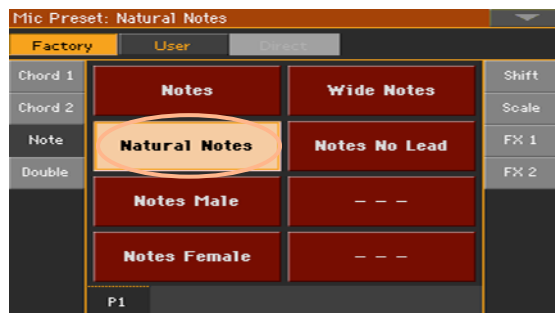 Mic Preset: Natural Notes
Factory User Direct
Chord 1
Chord 2
Note
Double
Notes Wide Notes
Natural Notes Notes No Lead
Notes Male - - -
Notes Female - - -
Shift
Scale
FX 1
FX 2
P1